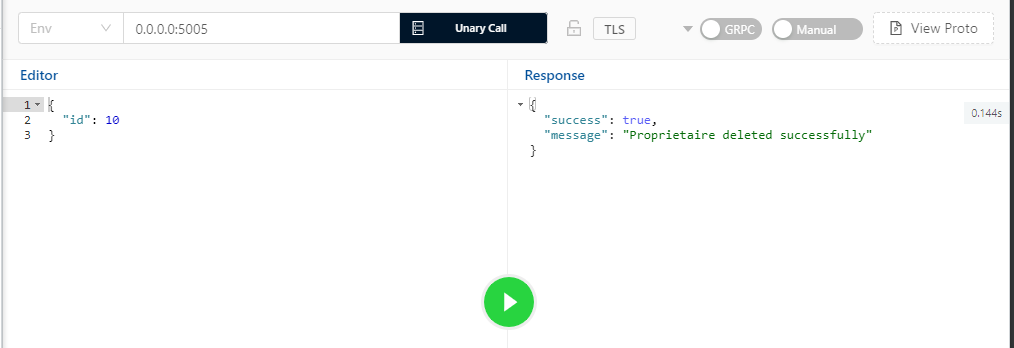 Env 0.0.0.0:5005 Unary Call TLS GRPC Manual View Proto
Editor
1 {
2 "id": 10
3 }
Response
{
"success": true,
"message": "Proprietaire deleted successfully"
}
0.144s